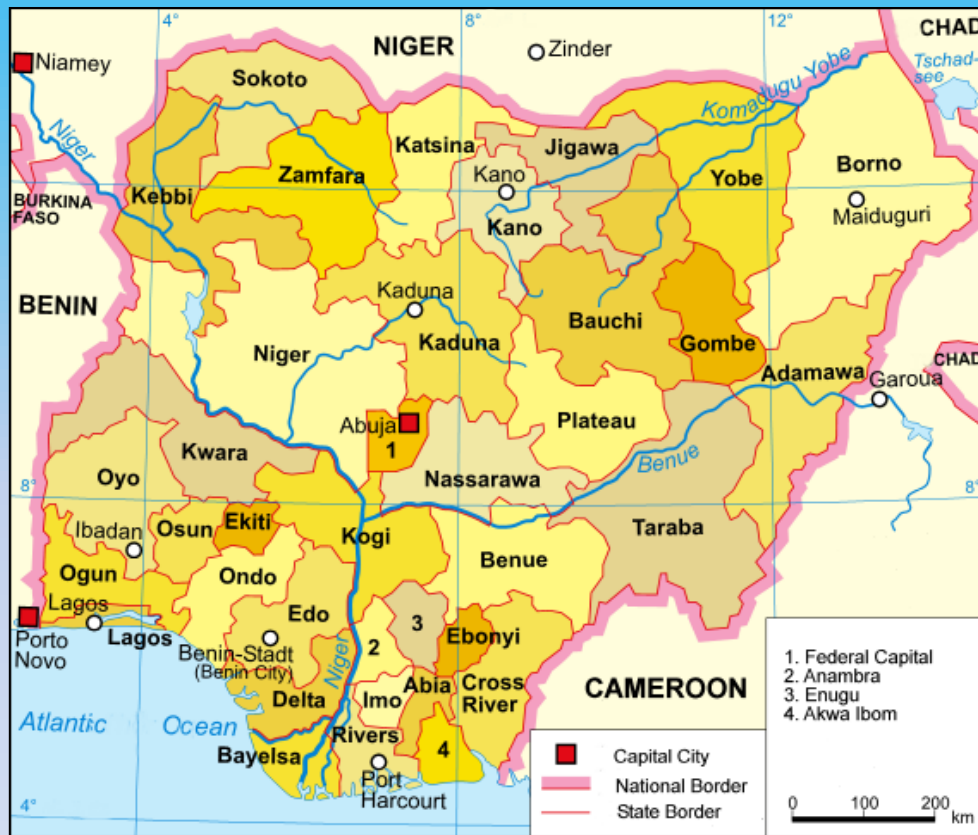 4°
8°
12°
NIGER
Zinder
CHAD
Tschad-
see
Niamey
Sokoto
Komadugu Yobe
Niger
Katsina
Jigawa
Zamfara
Kano
Yobe
Borno
Kebbi
BURKINA
FASO
Kano
Maiduguri
BENIN
Kaduna
Bauchi
Niger
Kaduna
Gombe
CHAD
Adamawa
Garoua
Abuja
1
Plateau
Kwara
Benue
Nassarawa
Oyo
8°
8°
Ibadan
Osun
Ekiti
Kogi
Taraba
Benue
Ogun
Ondo
Lagos
Edo
3
Ebonyi
Lagos
2
Porto
Novo
Benin-Stadt
(Benin City)
Niger
Abia
Cross
River
CAMEROON
Delta
Imo
Atlantic Ocean
Rivers
Bayelsa
4
Port
Harcourt
4°
1. Federal Capital
2. Anambra
3. Enugu
4. Akwa Ibom
Capital City
National Border
State Border
0 100 200
km